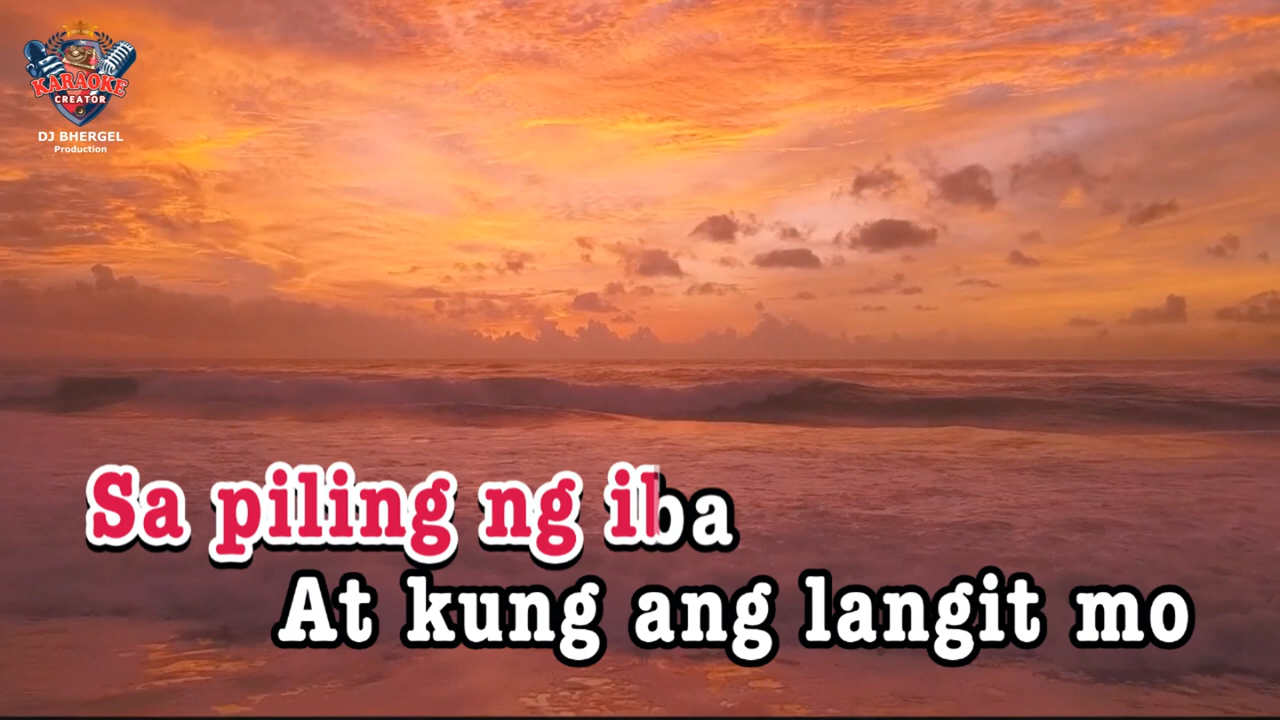 KARAOKE
CREATOR
DJ BHERGEL
Production
Sa piling ng iba
At kung ang langit mo